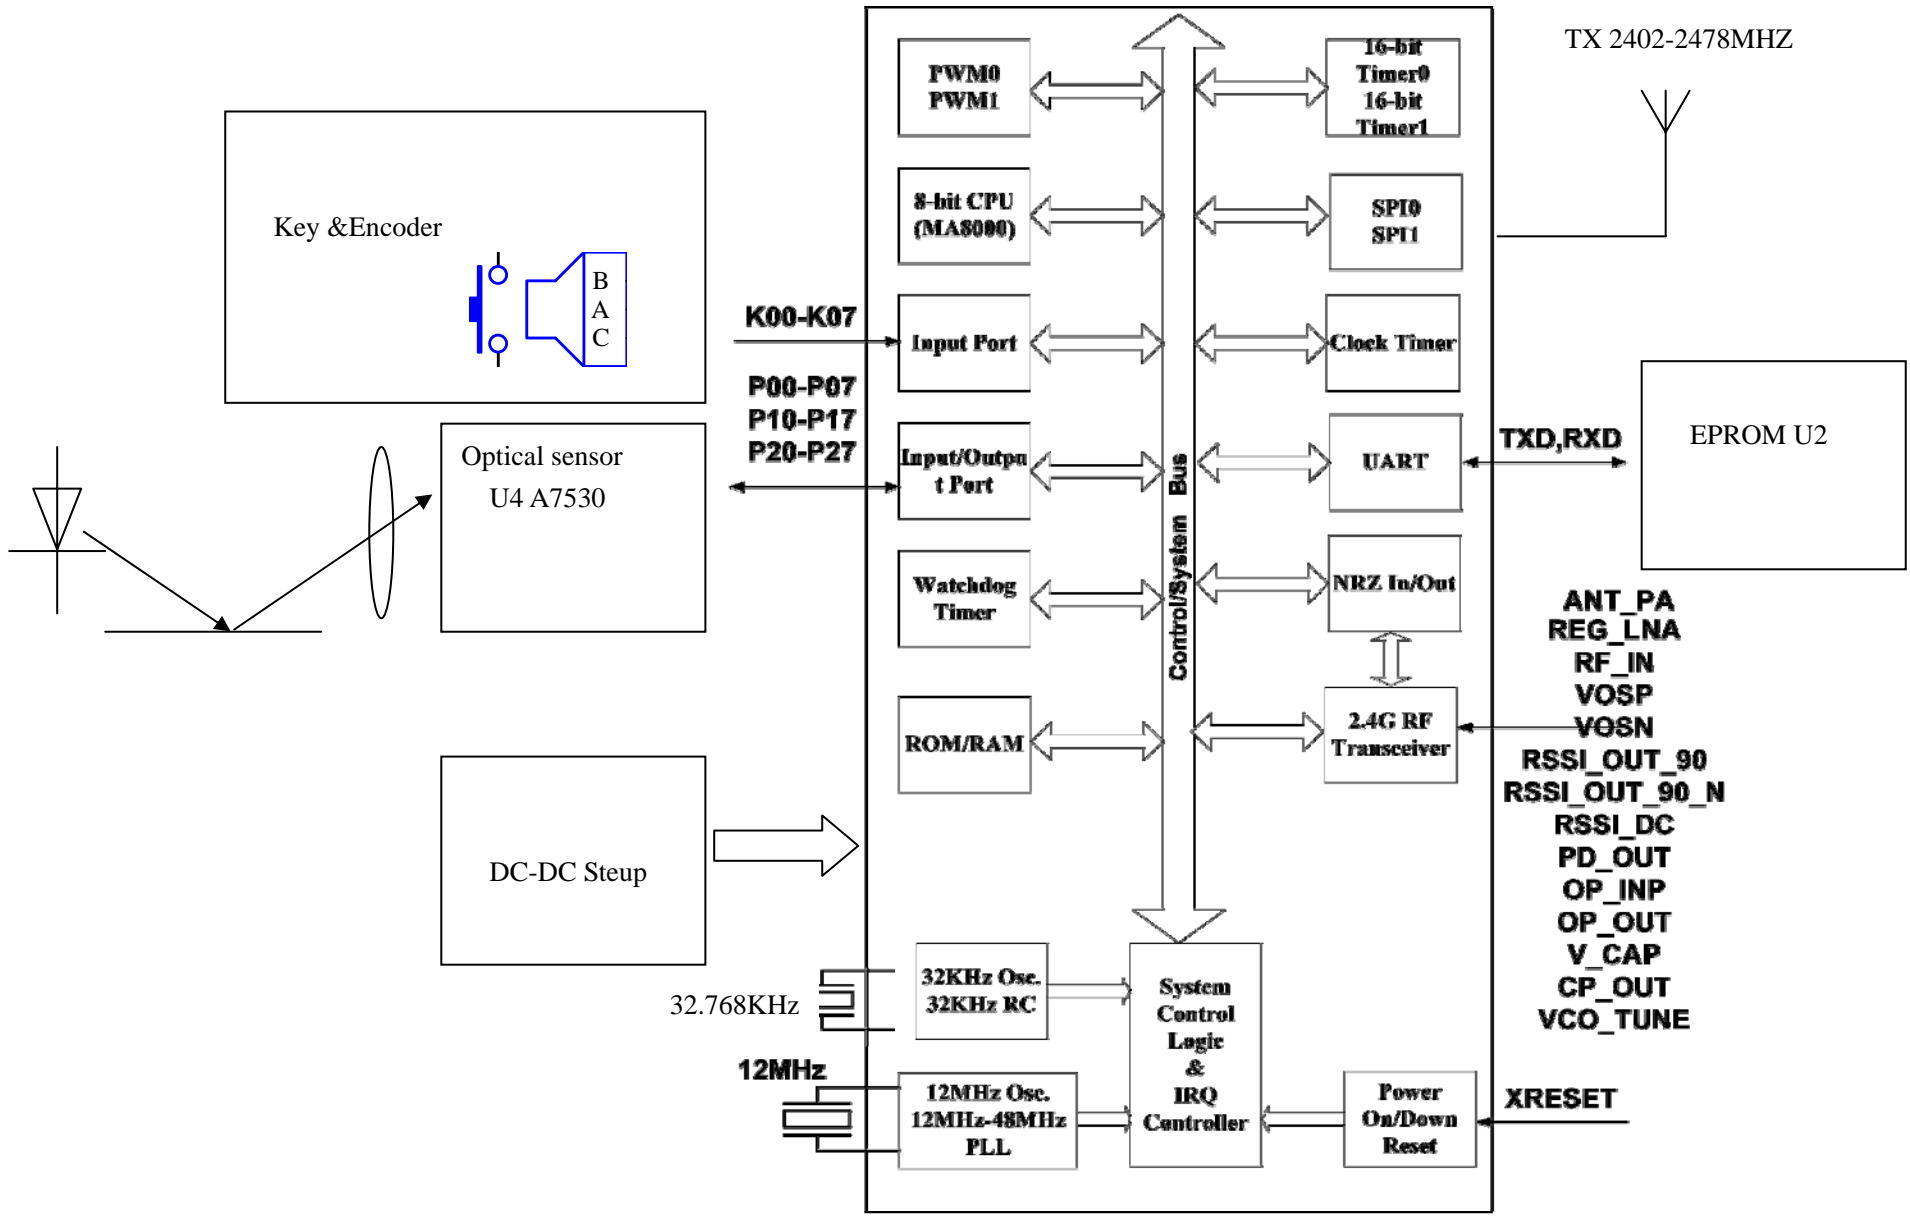 TX 2402-2478MHZ
PWM0
PWM1
16-bit
Timer0
16-bit
Timer1
Key &Encoder
B
A
C
8-bit CPU
(MA8000)
SPI0
SPI1
K00-K07
Input Port
Clock Timer
P00-P07
P10-P17
P20-P27
Input/Outpu
t Port
UART
TXD,RXD
EPROM U2
Optical sensor
U4 A7530
Control/System Bus
Watchdog
Timer
NRZ In/Out
ROM/RAM
2.4G RF
Transceiver
ANT_PA
REG_LNA
RF_IN
VOSP
VOSN
RSSI_OUT_90
RSSI_OUT_90_N
RSSI_DC
PD_OUT
OP_INP
OP_OUT
V_CAP
CP_OUT
VCO_TUNE
DC-DC Steup
32.768KHz
32KHz Osc.
32KHz RC
System
Control
Logic
&
IRQ
Controller
12MHz
12MHz Osc.
12MHz-48MHz
PLL
Power
On/Down
Reset
XRESET